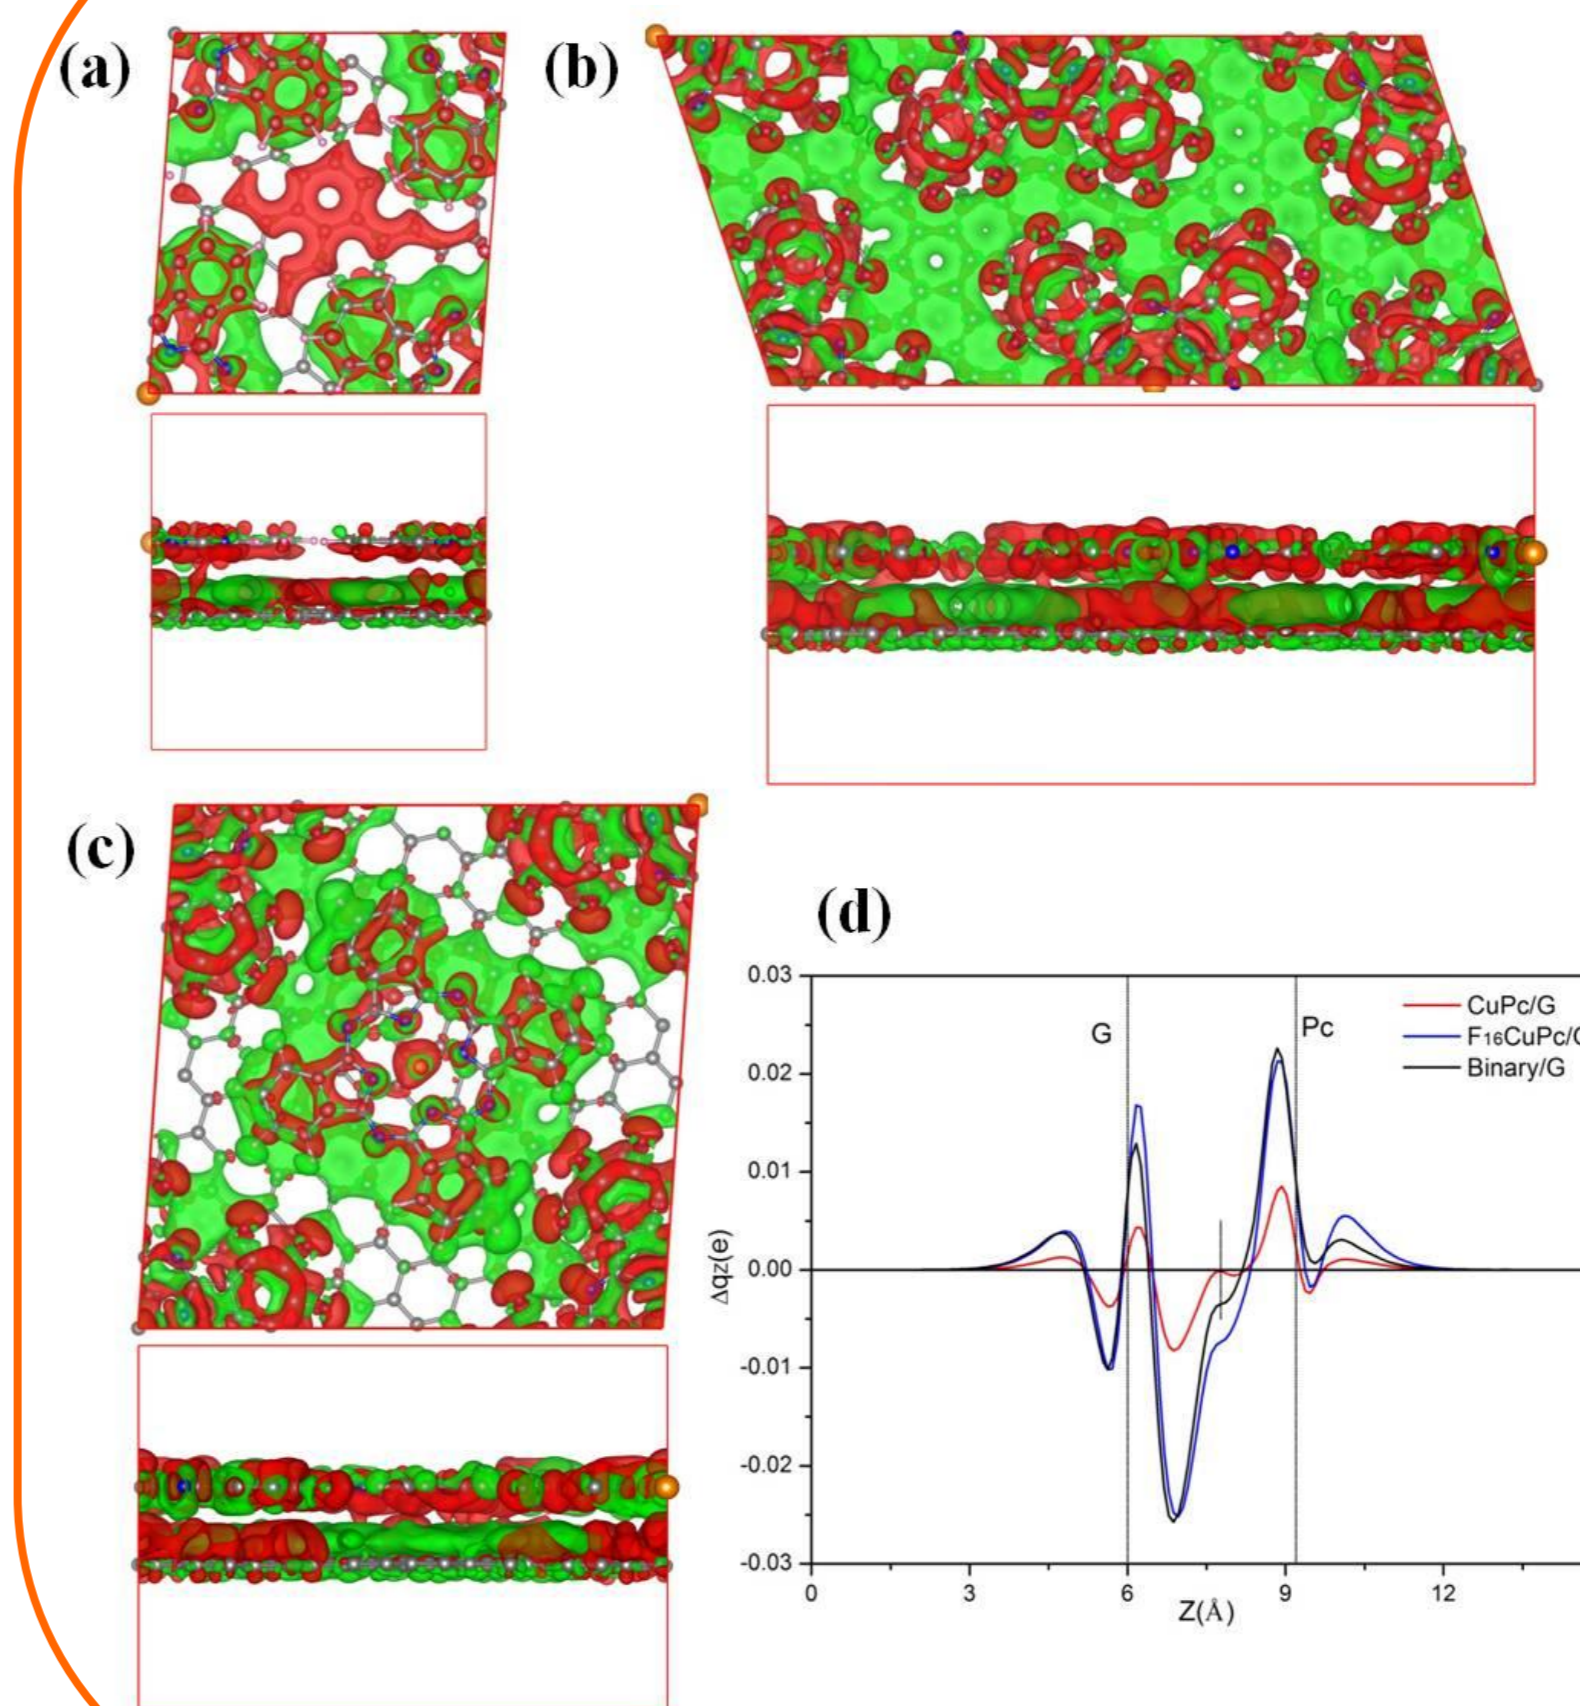 (a)
(b)
(c)
(d)
0.03
0.02
0.01
0.00
-0.01
-0.02
-0.03
Δqz(e)
G
Pc
CuPc/G
F₁₆CuPc/
Binary/G
0
3
6
9
12
Z(Å)